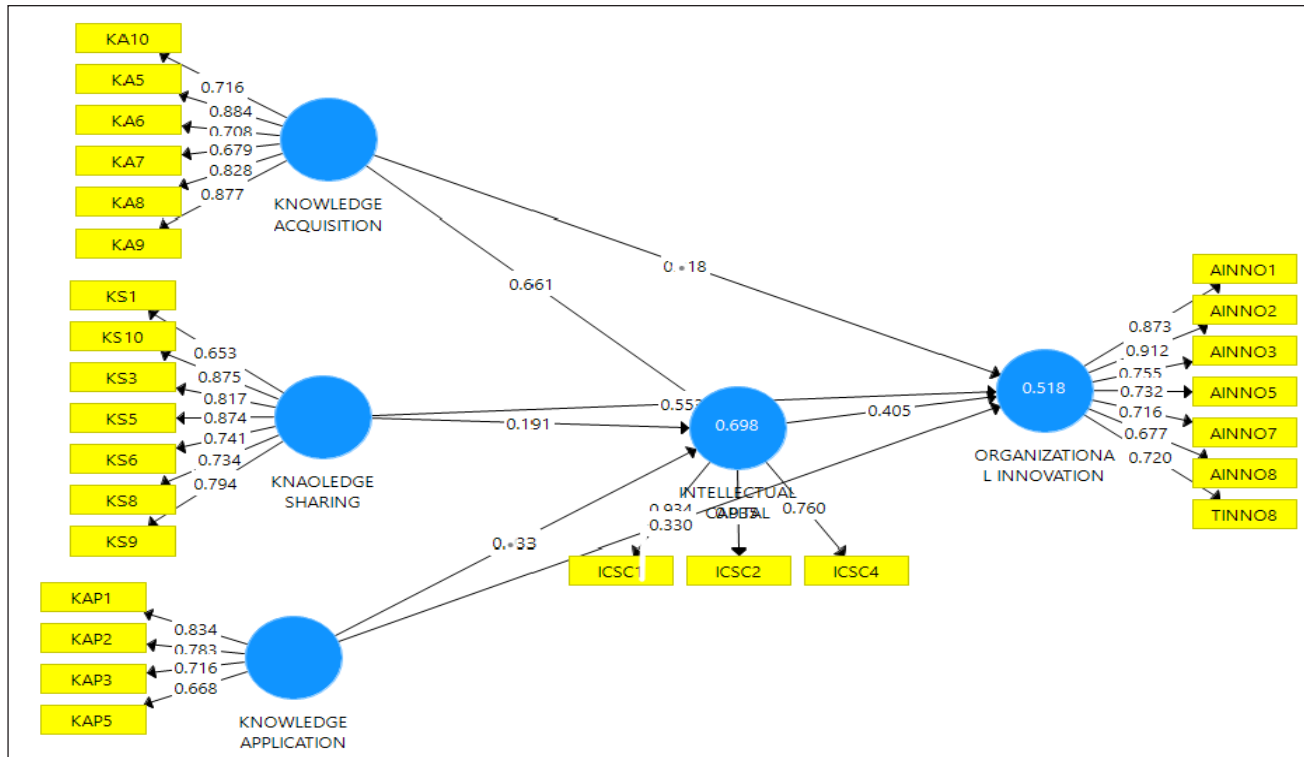 KA10
KA5
KA6
KA7
KA8
KA9
0.716
0.884
0.708
0.679
0.828
0.877
KNOWLEDGE
ACQUISITION
0.661
KS1
KS10
KS3
KS5
KS6
KS8
KS9
0.653
0.875
0.817
0.874
0.741
0.734
0.794
KNAOLEDGE
SHARING
0.191
KAP1
KAP2
KAP3
KAP5
0.834
0.783
0.716
0.668
KNOWLEDGE
APPLICATION
0.330
0.698
INTELLECTUAL
CAPITAL
0.405
0.934
0.760
ICSC1
ICSC2
ICSC4
0.518
ORGANIZATIONA
L INNOVATION
0.873
0.912
0.755
0.732
0.716
0.677
0.720
AINNO1
AINNO2
AINNO3
AINNO5
AINNO7
AINNO8
TINNO8